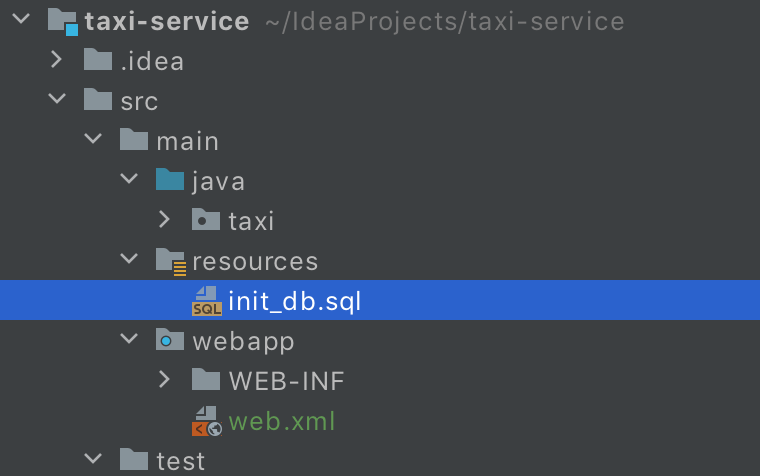 taxi-service ~/IdeaProjects/taxi-service
.idea
src
main
java
taxi
resources
SQL init_db.sql
webapp
WEB-INF
web.xml
test